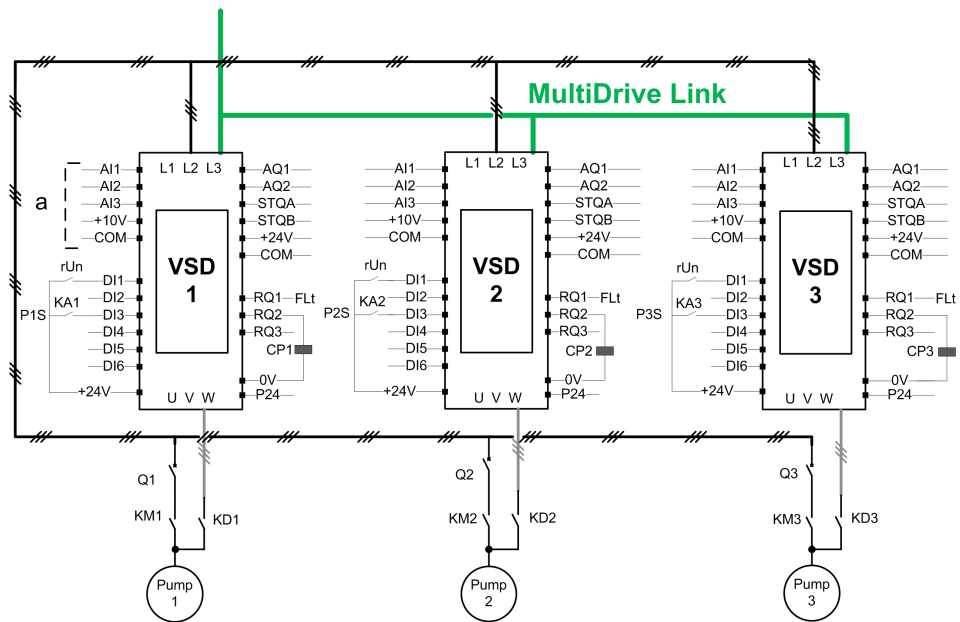 MultiDrive Link
L1 L2 L3
L1 L2 L3
L1 L2 L3
a
AI1
AI2
AI3
+10V
COM
rUn
DI1
DI2
KA1
P1S
DI3
DI4
DI5
DI6
+24V
VSD
1
AQ1
AQ2
STQA
STQB
+24V
COM
RQ1 FLt
RQ2
RQ3
CP1
0V
P24
U V W
AI1
AI2
AI3
+10V
COM
rUn
DI1
DI2
KA2
P2S
DI3
DI4
DI5
DI6
+24V
VSD
2
AQ1
AQ2
STQA
STQB
+24V
COM
RQ1 FLt
RQ2
RQ3
CP2
0V
P24
U V W
AI1
AI2
AI3
+10V
COM
rUn
DI1
DI2
KA3
P3S
DI3
DI4
DI5
DI6
+24V
VSD
3
AQ1
AQ2
STQA
STQB
+24V
COM
RQ1 FLt
RQ2
RQ3
CP3
0V
P24
U V W
Q1
KM1
KD1
Pump
1
Q2
KM2
KD2
Pump
2
Q3
KM3
KD3
Pump
3